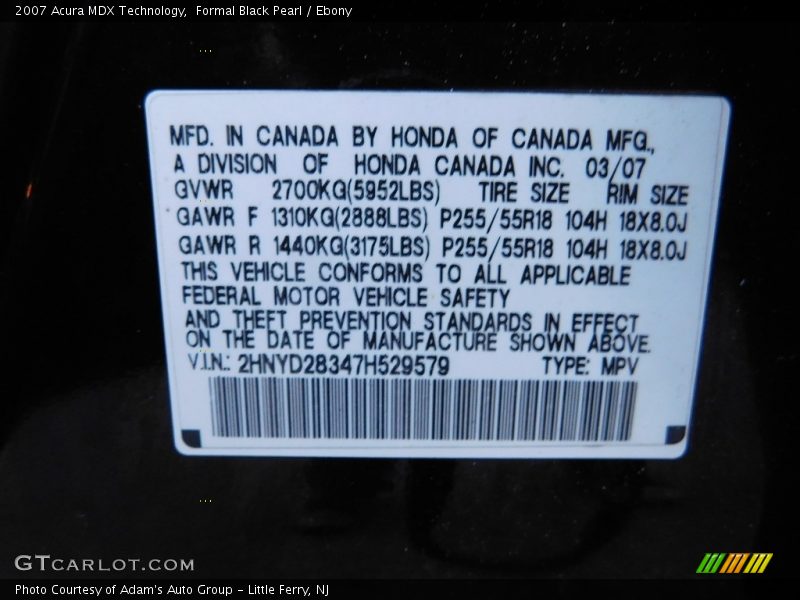 2007 Acura MDX Technology,  Formal Black Pearl / Ebony
MFD. IN CANADA BY HONDA OF CANADA MFG.,
A DIVISION OF HONDA CANADA INC. 03/07
GVWR 2700KG(5952LBS) TIRE SIZE RIM SIZE
GAWR F 1310KG(2888LBS) P255/55R18 104H 18X8.0J
GAWR R 1440KG(3175LBS) P255/55R18 104H 18X8.0J
THIS VEHICLE CONFORMS TO ALL APPLICABLE
FEDERAL MOTOR VEHICLE SAFETY
AND THEFT PREVENTION STANDARDS IN EFFECT
ON THE DATE OF MANUFACTURE SHOWN ABOVE.
V.I.N.: 2HNYD28347H529579 TYPE: MPV
GTCARLOT.COM
Photo Courtesy of Adam's Auto Group - Little Ferry, NJ